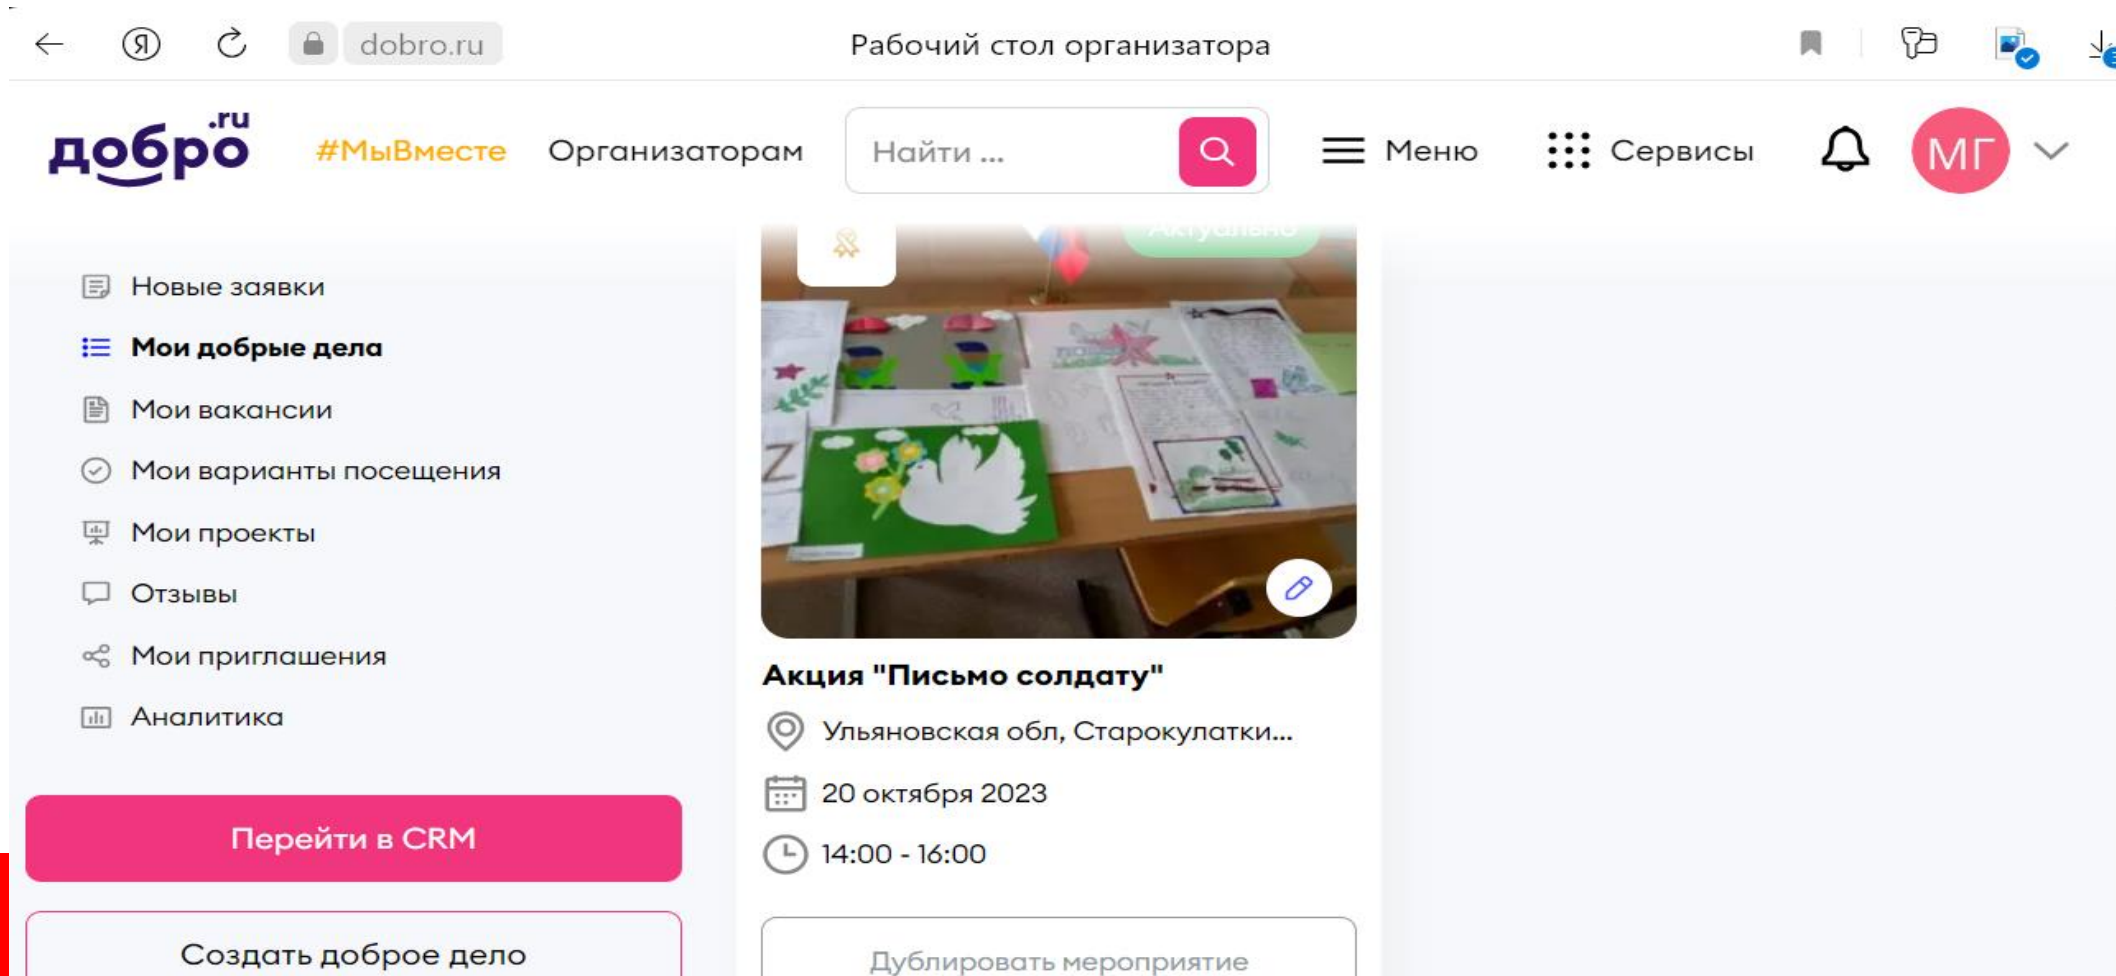 dobro.ru
Рабочий стол организатора
добро.ru
#МыВместе
Организаторам
Найти ...
Меню
Сервисы
МГ
Актуально
Новые заявки
Мои добрые дела
Мои вакансии
Мои варианты посещения
Мои проекты
Отзывы
Мои приглашения
Аналитика
Перейти в CRM
Создать доброе дело
Z
Акция "Письмо солдату"
Ульяновская обл, Старокулатки...
20 октября 2023
14:00 - 16:00
Дублировать мероприятие